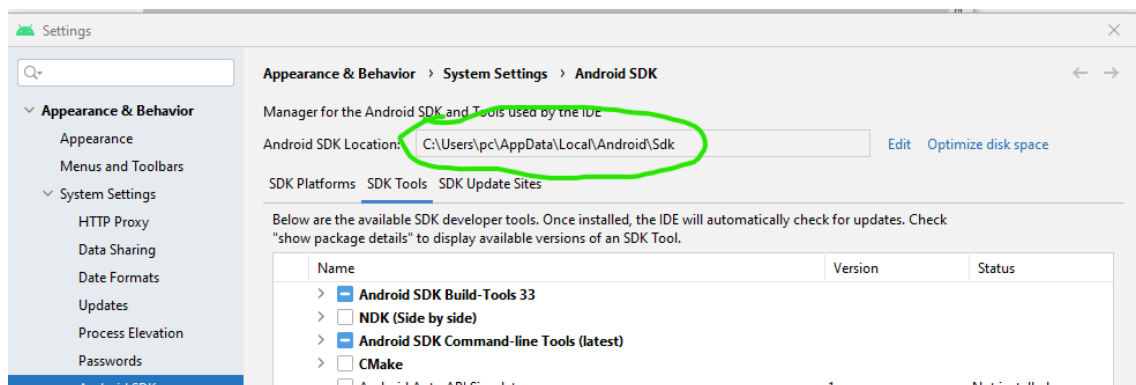 Settings
Appearance & Behavior > System Settings > Android SDK
Appearance & Behavior
Manager for the Android SDK and Tools used by the IDE
Appearance
Android SDK Location: C:\Users\pc\AppData\Local\Android\Sdk Edit Optimize disk space
Menus and Toolbars
SDK Platforms SDK Tools SDK Update Sites
System Settings
HTTP Proxy
Below are the available SDK developer tools. Once installed, the IDE will automatically check for updates. Check
"show package details" to display available versions of an SDK Tool.
Data Sharing
Name Version Status
Date Formats
Android SDK Build-Tools 33
Updates
NDK (Side by side)
Process Elevation
Android SDK Command-line Tools (latest)
Passwords
CMake